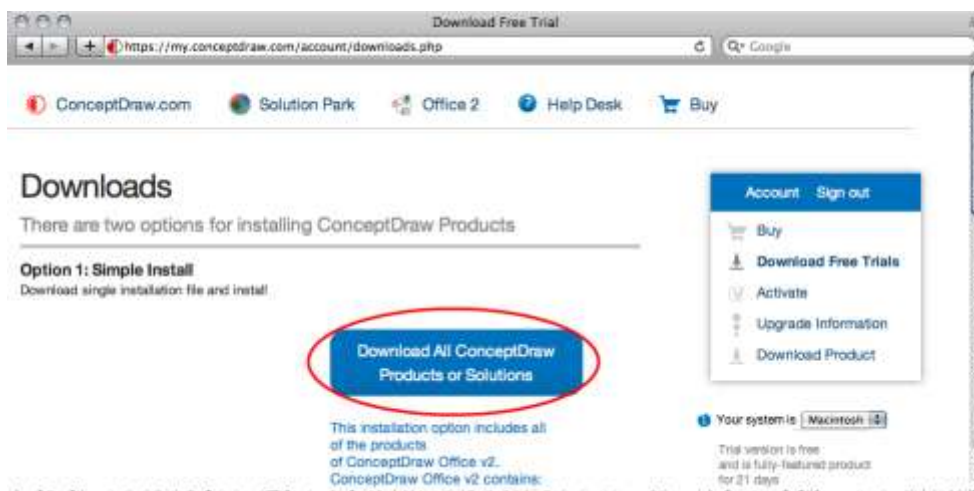 Download Free Trial
https://my.conceptdraw.com/account/downloads.php
Google
ConceptDraw.com
Solution Park
Office 2
Help Desk
Buy
Downloads
There are two options for installing ConceptDraw Products
Option 1: Simple Install
Download single installation file and install
Download All ConceptDraw
Products or Solutions
This installation option includes all
of the products
of ConceptDraw Office v2.
ConceptDraw Office v2 contains:
Account Sign out
Buy
Download Free Trials
Activate
Upgrade Information
Download Product
Your system is Macintosh
Trial version is free
and is fully-featured product
for 21 days